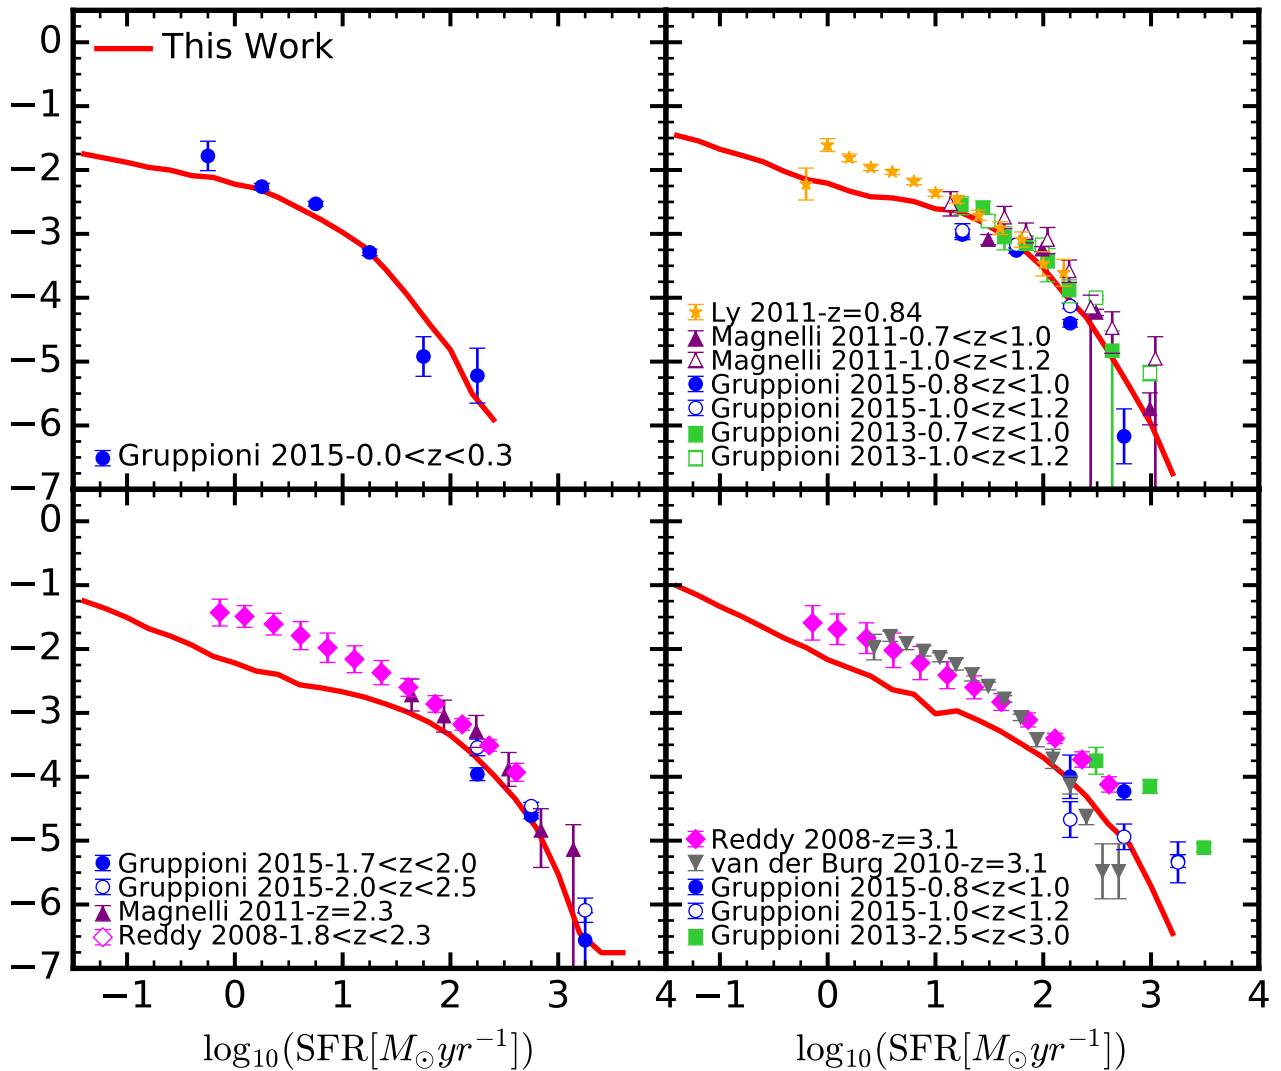 This Work
0
−1
−2
−3
−4
−5
−6
−7
Gruppioni 2015-0.0<z<0.3
Ly 2011-z=0.84
Magnelli 2011-0.7<z<1.0
Magnelli 2011-1.0<z<1.2
Gruppioni 2015-0.8<z<1.0
Gruppioni 2015-1.0<z<1.2
Gruppioni 2013-0.7<z<1.0
Gruppioni 2013-1.0<z<1.2
0
−1
−2
−3
−4
−5
−6
−7
Gruppioni 2015-1.7<z<2.0
Gruppioni 2015-2.0<z<2.5
Magnelli 2011-z=2.3
Reddy 2008-1.8<z<2.3
Reddy 2008-z=3.1
van der Burg 2010-z=3.1
Gruppioni 2015-0.8<z<1.0
Gruppioni 2015-1.0<z<1.2
Gruppioni 2013-2.5<z<3.0
−1 0 1 2 3 4 −1 0 1 2 3 4
log₁₀(SFR[M⊙yr⁻¹]) log₁₀(SFR[M⊙yr⁻¹])